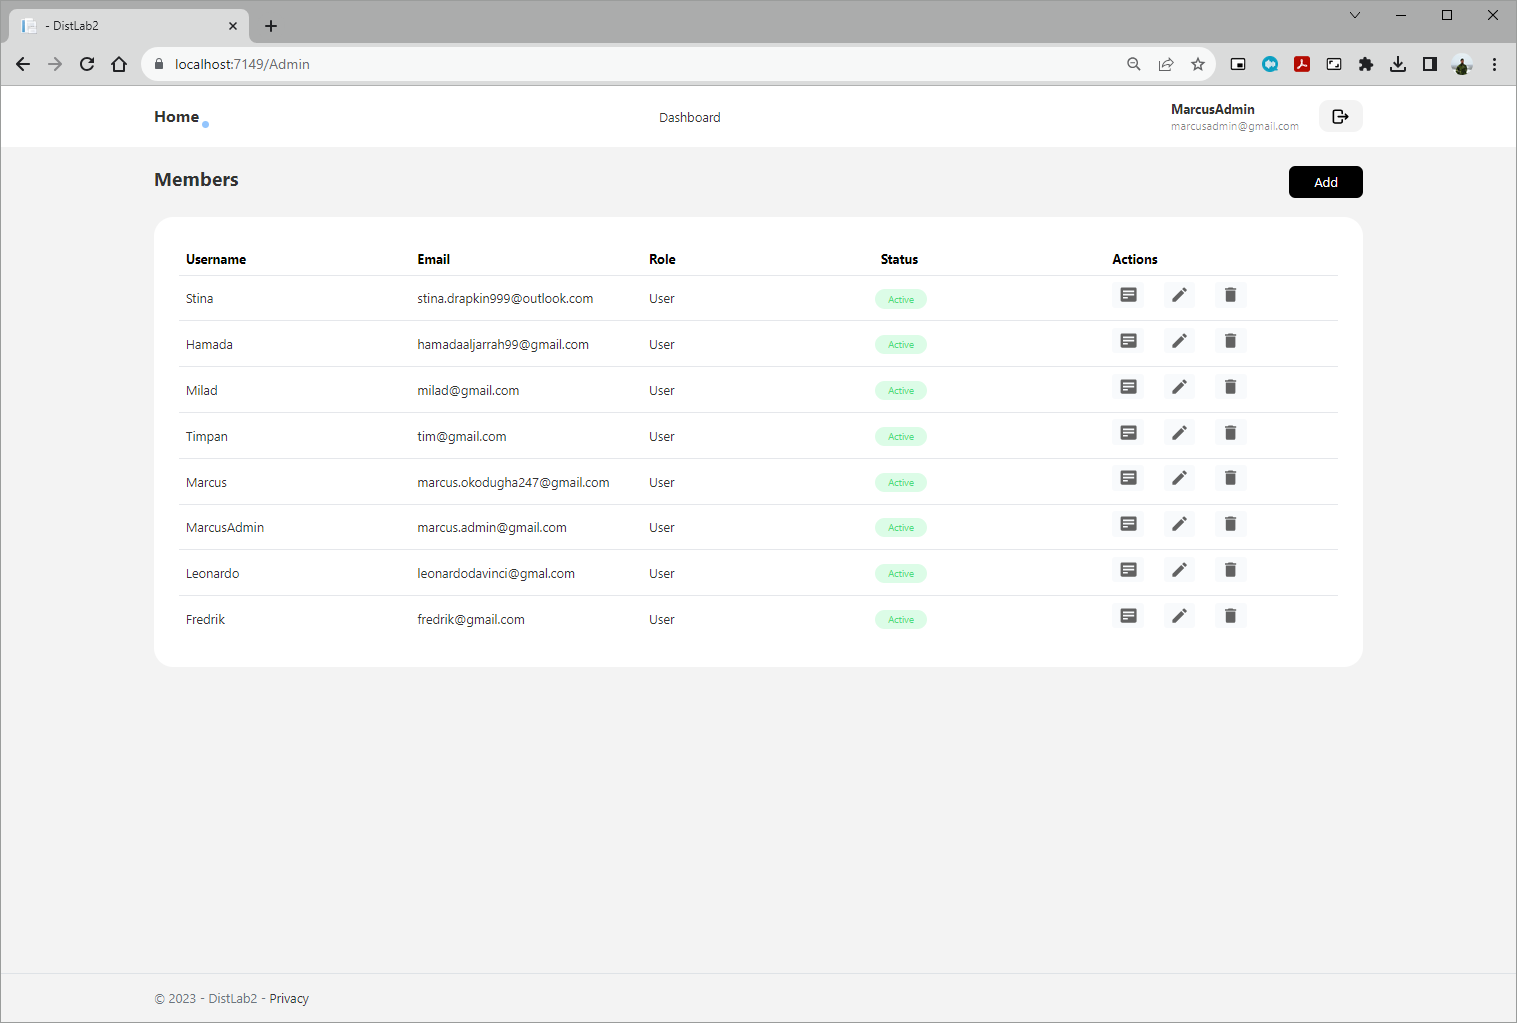 - DistLab2
localhost:7149/Admin
Home Dashboard MarcusAdmin
marcusadmin@gmail.com
Members Add
Username Email Role Status Actions
Stina stina.drapkin999@outlook.com User Active
Hamada hamadaaljarrah99@gmail.com User Active
Milad milad@gmail.com User Active
Timpan tim@gmail.com User Active
Marcus marcus.okodugha247@gmail.com User Active
MarcusAdmin marcus.admin@gmail.com User Active
Leonardo leonardodavinci@gmal.com User Active
Fredrik fredrik@gmail.com User Active
© 2023 - DistLab2 - Privacy